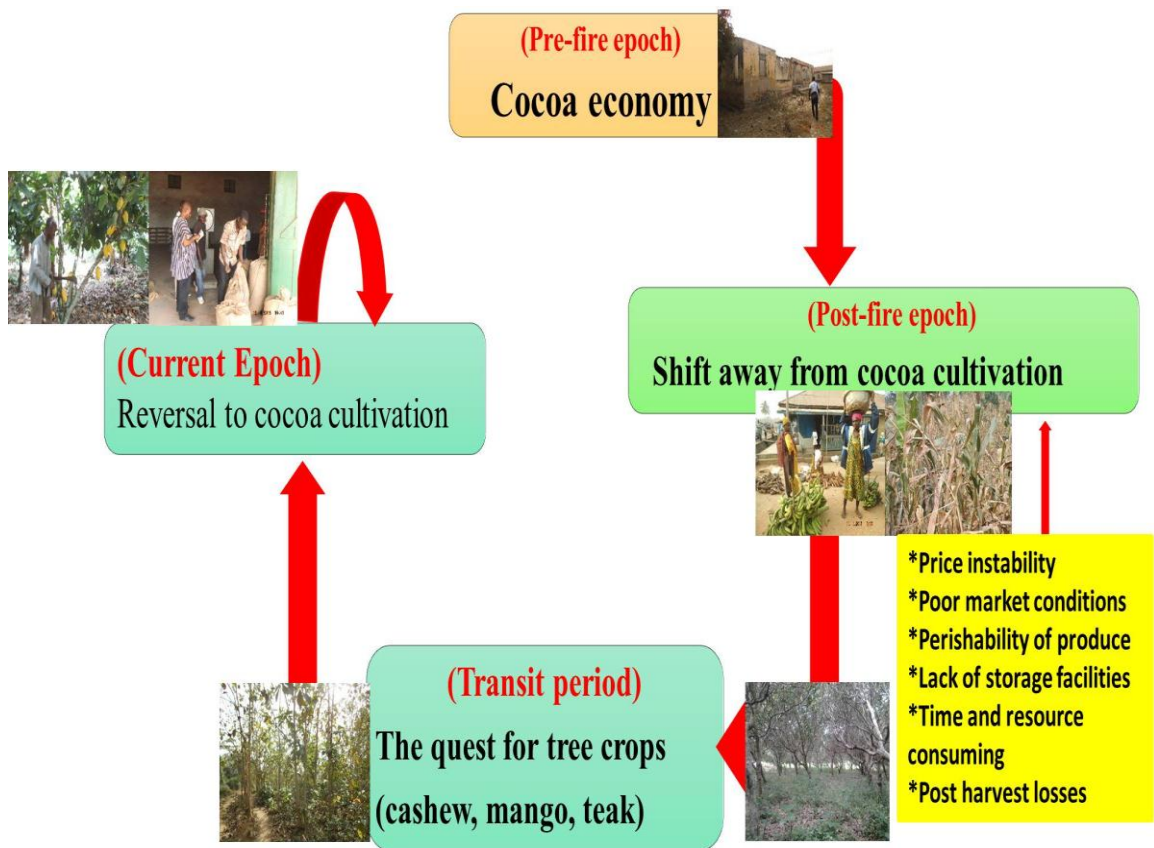 (Pre-fire epoch)
Cocoa economy
(Post-fire epoch)
Shift away from cocoa cultivation
*Price instability
*Poor market conditions
*Perishability of produce
*Lack of storage facilities
*Time and resource
consuming
*Post harvest losses
(Transit period)
The quest for tree crops
(cashew, mango, teak)
(Current Epoch)
Reversal to cocoa cultivation